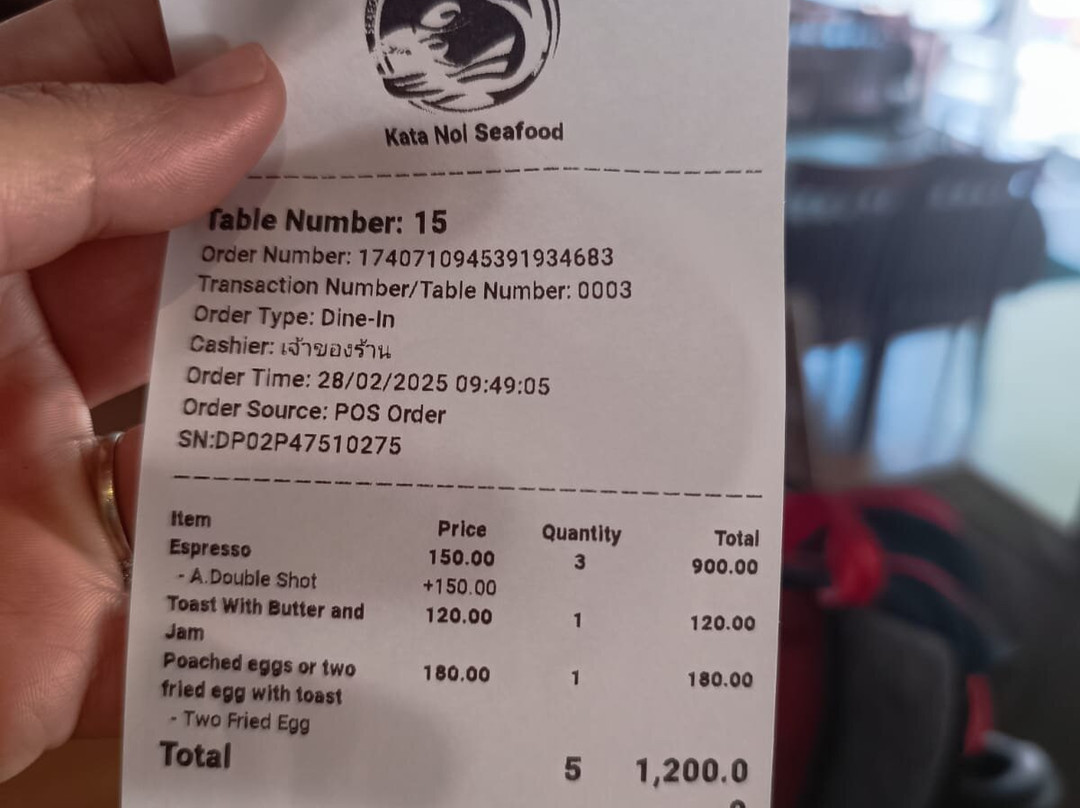 Kata Noi Seafood
Table Number: 15
Order Number: 1740710945391934683
Transaction Number/Table Number: 0003
Order Type: Dine-In
Cashier: เจ้าของร้าน
Order Time: 28/02/2025 09:49:05
Order Source: POS Order
SN:DP02P47510275
Item Price Quantity Total
Espresso 150.00 3 900.00
- A.Double Shot +150.00
Toast With Butter and 120.00 1 120.00
Jam
Poached eggs or two 180.00 1 180.00
fried egg with toast
- Two Fried Egg
Total 5 1,200.0
0